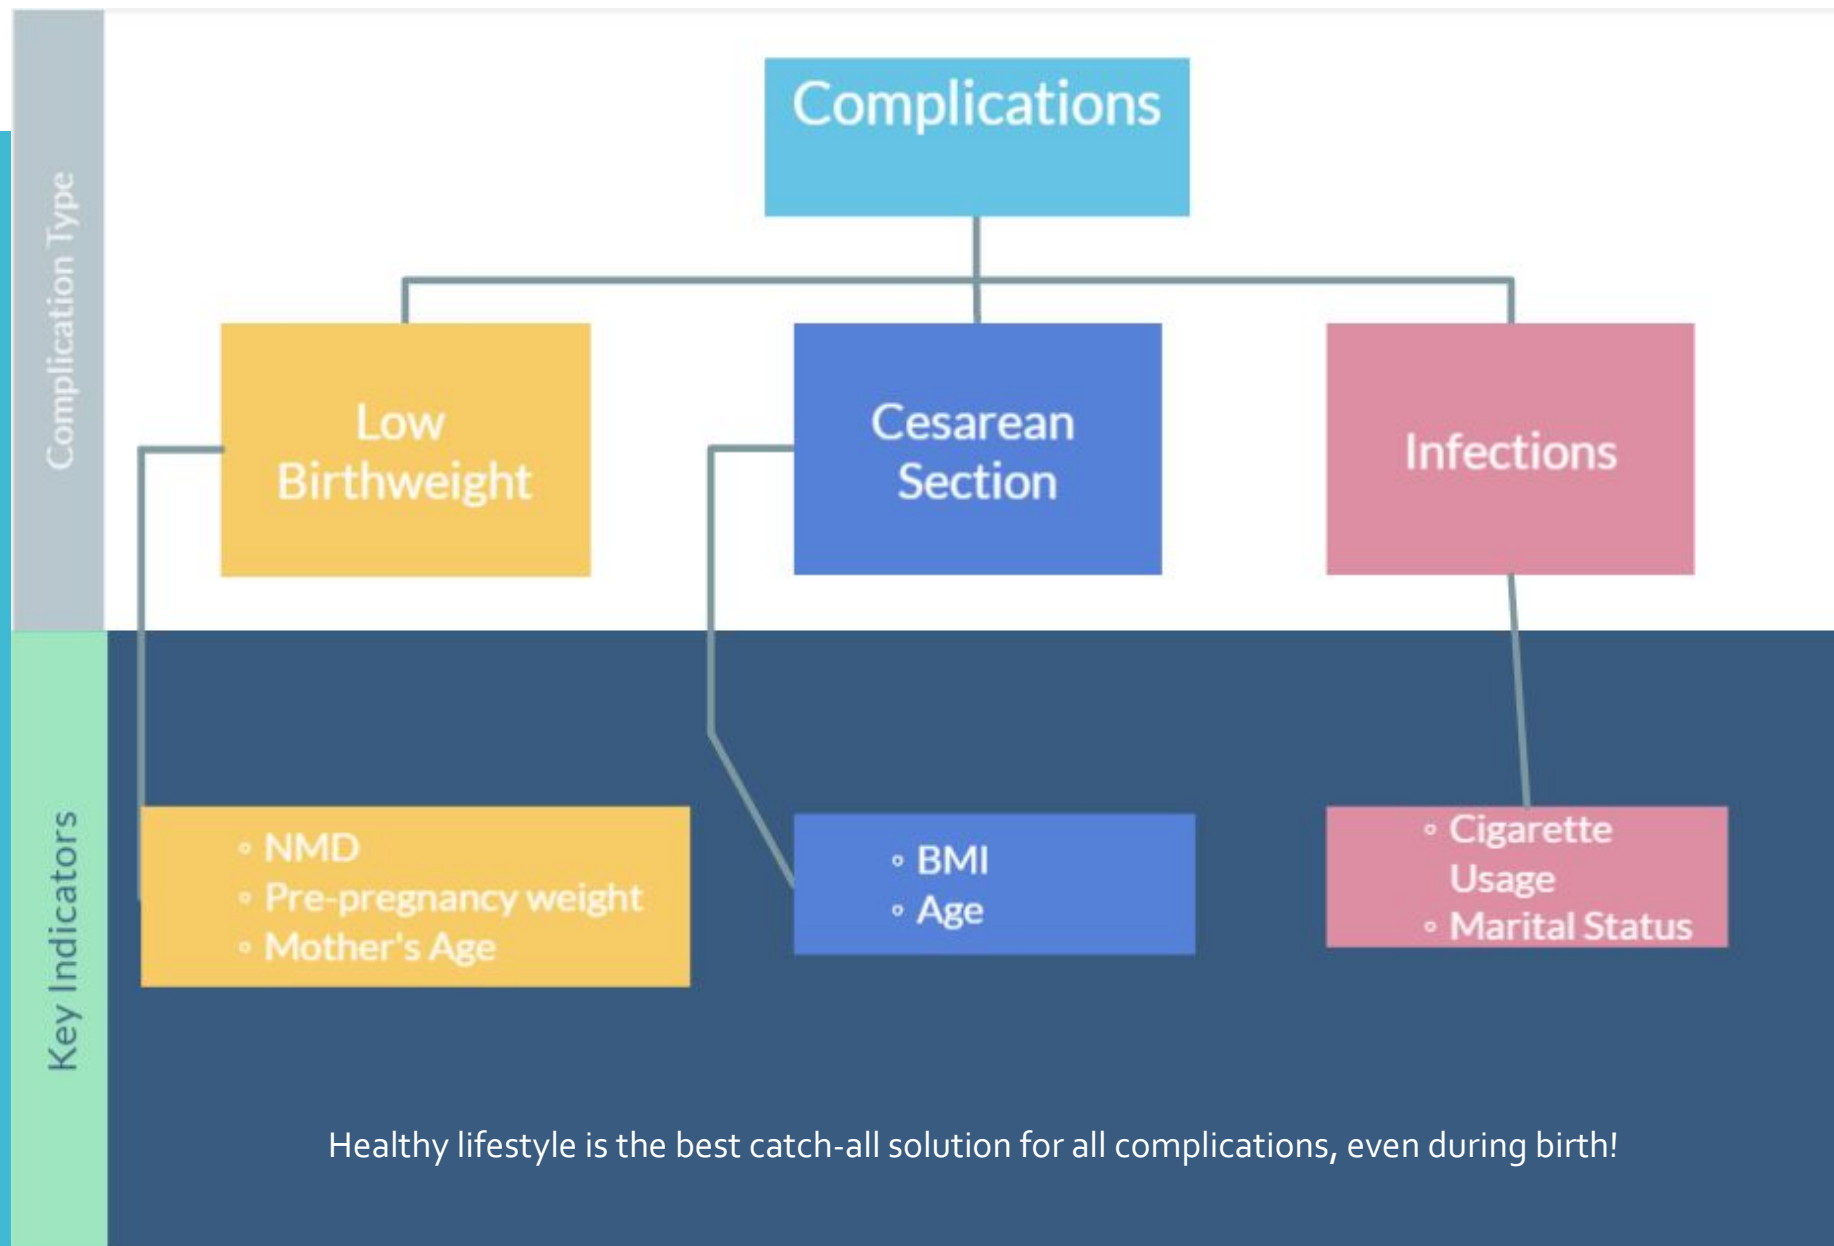 Complication Type
Complications
Low
Birthweight
Cesarean
Section
Infections
Key Indicators
◦ NMD
◦ Pre-pregnancy weight
◦ Mother's Age
◦ BMI
◦ Age
◦ Cigarette
Usage
◦ Marital Status
Healthy lifestyle is the best catch-all solution for all complications, even during birth!